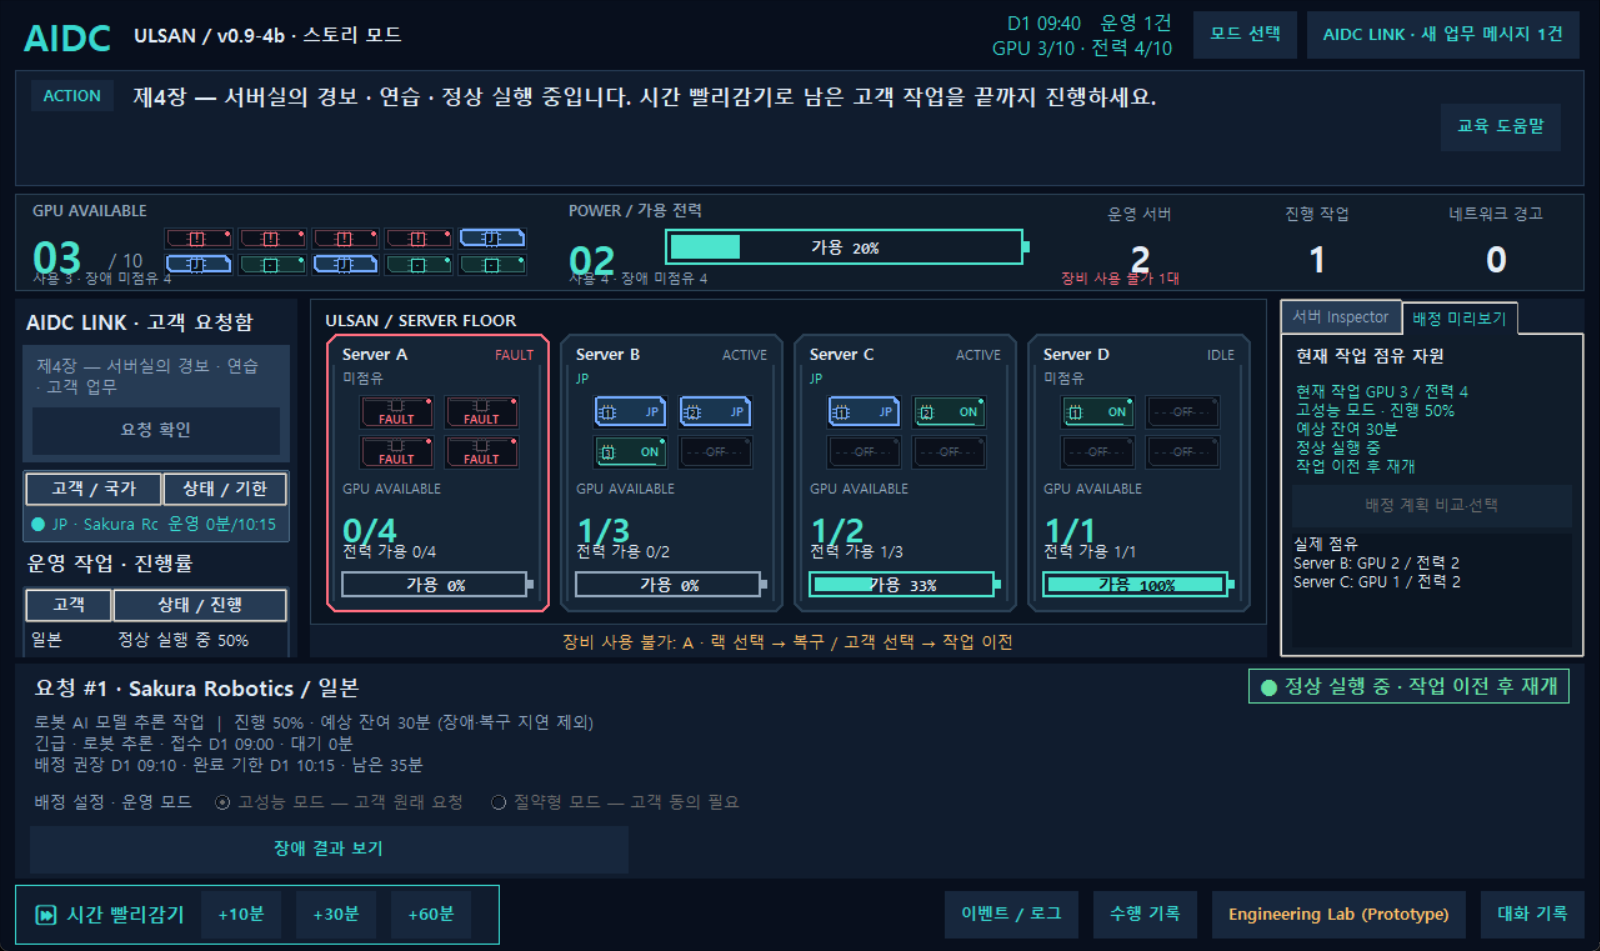 AIDC
ULSAN / v0.9-4b · 스토리 모드
D1 09:40 운영 1건
GPU 3/10 · 전력 4/10
모드 선택
AIDC LINK · 새 업무 메시지 1건
ACTION
제4장 — 서버실의 경보 · 연습 · 정상 실행 중입니다. 시간 빨리감기로 남은 고객 작업을 끝까지 진행하세요.
교육 도움말
GPU AVAILABLE
03 / 10
사용 3 · 장애 미점유 4
POWER / 가용 전력
02
사용 4 · 장애 미점유 4
가용 20%
운영 서버
2
장비 사용 불가 1대
진행 작업
1
네트워크 경고
0
AIDC LINK · 고객 요청함
제4장 — 서버실의 경보 · 연습
· 고객 업무
요청 확인
고객 / 국가 상태 / 기한
JP · Sakura Rc 운영 0분/10:15
운영 작업 · 진행률
고객 상태 / 진행
일본 정상 실행 중 50%
ULSAN / SERVER FLOOR
Server A FAULT
미점유
FAULT FAULT
FAULT FAULT
GPU AVAILABLE
0/4
전력 가용 0/4
가용 0%
Server B ACTIVE
JP
1 JP 2 JP
3 ON OFF
GPU AVAILABLE
1/3
전력 가용 0/2
가용 0%
Server C ACTIVE
JP
1 JP 2 ON
OFF OFF
GPU AVAILABLE
1/2
전력 가용 1/3
가용 33%
Server D IDLE
미점유
1 ON OFF
OFF OFF
GPU AVAILABLE
1/1
전력 가용 1/1
가용 100%
장비 사용 불가: A · 랙 선택 → 복구 / 고객 선택 → 작업 이전
서버 Inspector
배정 미리보기
현재 작업 점유 자원
현재 작업 GPU 3 / 전력 4
고성능 모드 · 진행 50%
예상 잔여 30분
정상 실행 중
작업 이전 후 재개
배정 계획 비교·선택
실제 점유
Server B: GPU 2 / 전력 2
Server C: GPU 1 / 전력 2
요청 #1 · Sakura Robotics / 일본
정상 실행 중 · 작업 이전 후 재개
로봇 AI 모델 추론 작업 | 진행 50% · 예상 잔여 30분 (장애·복구 지연 제외)
긴급 · 로봇 추론 · 접수 D1 09:00 · 대기 0분
배정 권장 D1 09:10 · 완료 기한 D1 10:15 · 남은 35분
배정 설정 · 운영 모드 고성능 모드 — 고객 원래 요청 절약형 모드 — 고객 동의 필요
장애 결과 보기
시간 빨리감기 +10분 +30분 +60분
이벤트 / 로그
수행 기록
Engineering Lab (Prototype)
대화 기록